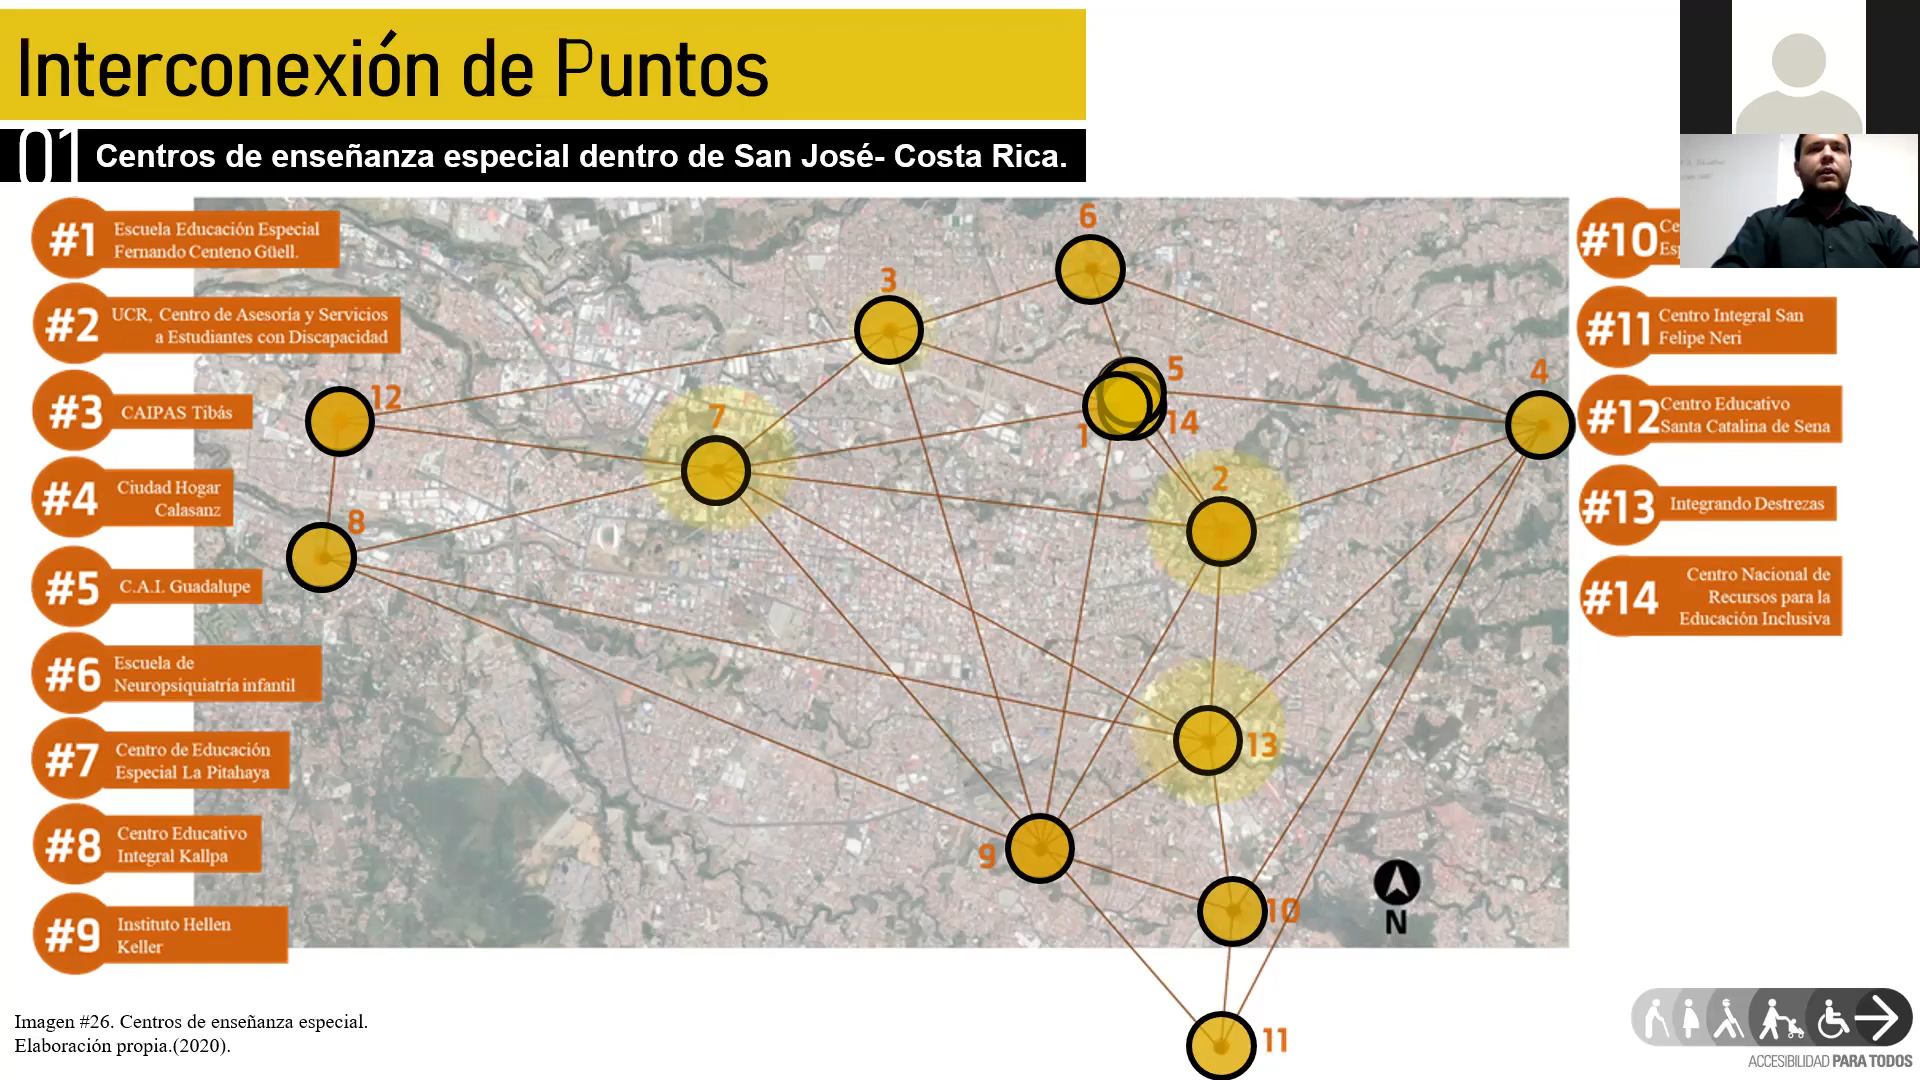 Interconexión de Puntos
01 Centros de enseñanza especial dentro de San José- Costa Rica.
#1 Escuela Educación Especial
Fernando Centeno Güell.
#2 UCR, Centro de Asesoría y Servicios
a Estudiantes con Discapacidad
#3 CAIPAS Tibás
#4 Ciudad Hogar
Calasanz
#5 C.A.I. Guadalupe
#6 Escuela de
Neuropsiquiatría infantil
#7 Centro de Educación
Especial La Pitahaya
#8 Centro Educativo
Integral Kallpa
#9 Instituto Hellen
Keller
6
3
5
4
12
7
14
1
2
8
13
9
10
11
N
#10
#11 Centro Integral San
Felipe Neri
#12 Centro Educativo
Santa Catalina de Sena
#13 Integrando Destrezas
#14 Centro Nacional de
Recursos para la
Educación Inclusiva
Imagen #26. Centros de enseñanza especial.
Elaboración propia.(2020).
ACCESIBILIDAD PARA TODOS